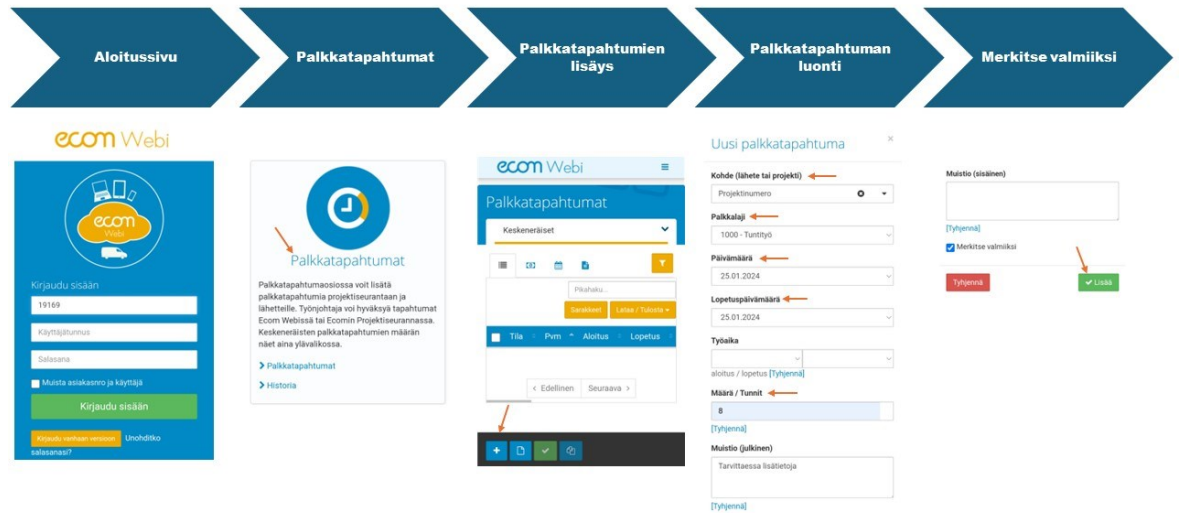 Aloitussivu
Palkkatapahtumat
Palkkatapahtumien
lisäys
Palkkatapahtuman
luonti
Merkitse valmiiksi
ecom Webi
ecom
Webi
Kirjaudu sisään
19169
Käyttäjätunnus
Salasana
Muista asiakasnro ja käyttäjä
Kirjaudu sisään
Kirjaudu vanhaan versioon Unohditko
salasanasi?
Palkkatapahtumat
Palkkatapahtumaosiossa voit lisätä
palkkatapahtumia projektiseurantaan ja
lähetteille. Työnjohtaja voi hyväksyä tapahtumat
Ecom Webissä tai Ecomin Projektiseurannassa.
Keskeneräisten palkkatapahtumien määrän
näet aina ylävalikossa.
Palkkatapahtumat
Historia
ecom Webi
Palkkatapahtumat
Keskeneräiset
Pikahaku...
Sarakkeet Lataa / Tulosta
Tila Pvm Aloitus Lopetus
< Edellinen Seuraava >
Uusi palkkatapahtuma ×
Kohde (lähete tai projekti)
Projektinumero
Palkkalaji
1000 - Tuntityö
Päivämäärä
25.01.2024
Lopetuspäivämäärä
25.01.2024
Työaika
aloitus / lopetus [Tyhjennä]
Määrä / Tunnit
8
[Tyhjennä]
Muistio (julkinen)
Tarvittaessa lisätietoja
[Tyhjennä]
Muistio (sisäinen)
[Tyhjennä]
Merkitse valmiiksi
Tyhjennä Lisää